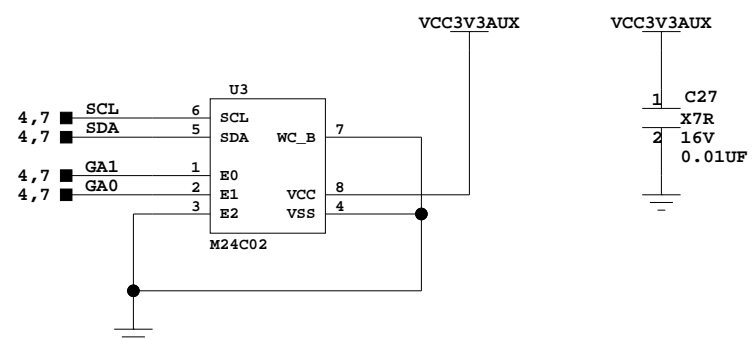 VCC3V3AUX VCC3V3AUX
U3
4,7 SCL 6 SCL
4,7 SDA 5 SDA WC_B 7
4,7 GA1 1 E0
4,7 GA0 2 E1 VCC 8
3 E2 VSS 4
M24C02
1 C27
X7R
2 16V
0.01UF